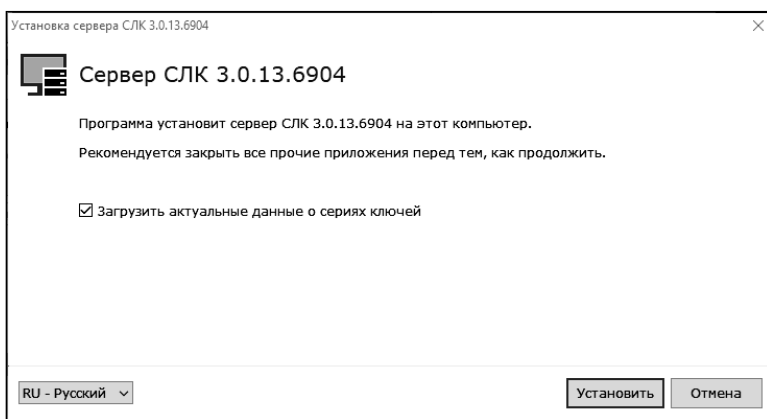 Установка сервера СЛК 3.0.13.6904
Сервер СЛК 3.0.13.6904
Программа установит сервер СЛК 3.0.13.6904 на этот компьютер.
Рекомендуется закрыть все прочие приложения перед тем, как продолжить.
Загрузить актуальные данные о сериях ключей
RU - Русский
Установить
Отмена